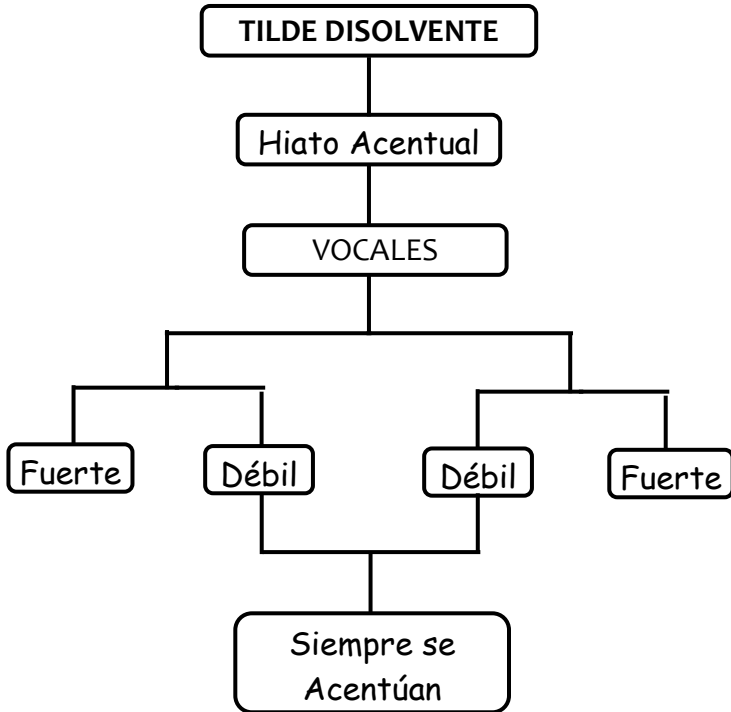 TILDE DISOLVENTE
Hiato Acentual
VOCALES
Fuerte
Débil
Débil
Fuerte
Siempre se
Acentúan